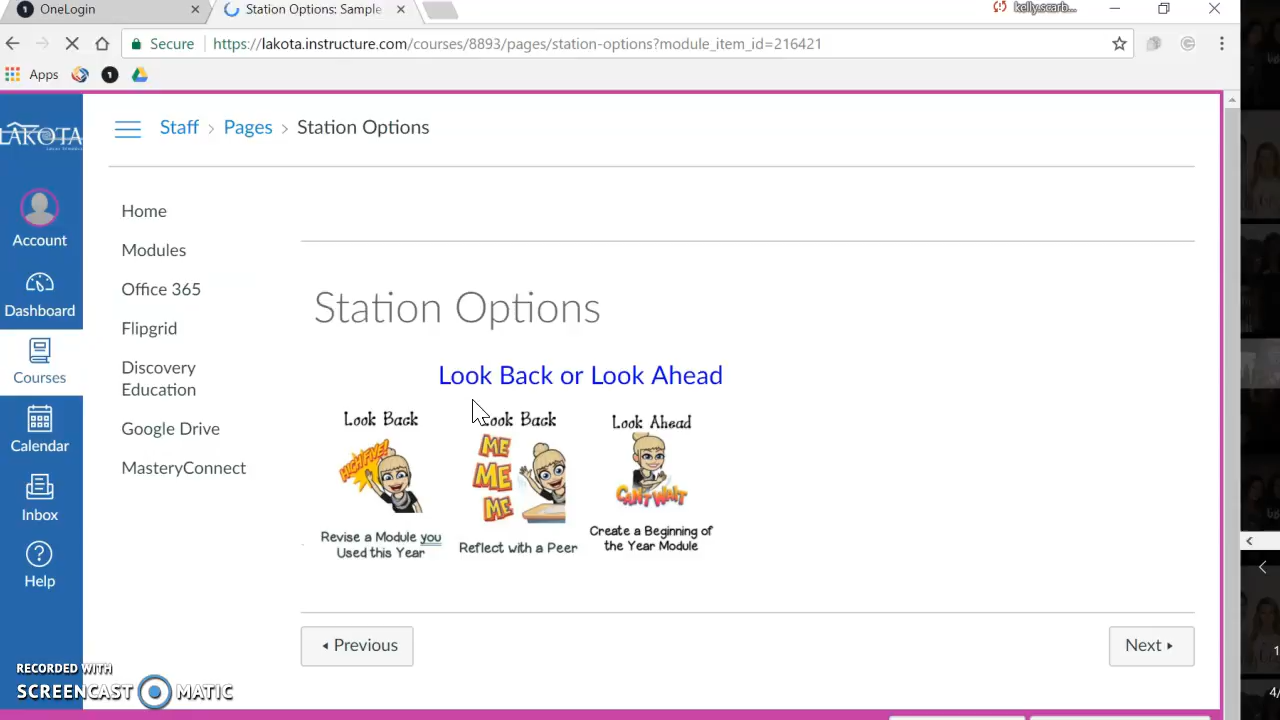 OneLogin
Station Options: Sample
kelly.scarb...
Secure
https://lakota.instructure.com/courses/8893/pages/station-options?module_item_id=216421
Apps
LAKOTA
Staff > Pages > Station Options
Account
Dashboard
Courses
Calendar
Inbox
Help
Home
Modules
Office 365
Flipgrid
Discovery
Education
Google Drive
MasteryConnect
Station Options
Look Back or Look Ahead
Look Back
HIGH FIVE!
Revise a Module you
Used this Year
Look Back
ME
ME
ME
Reflect with a Peer
Look Ahead
CAN'T WAIT
Create a Beginning of
the Year Module
Previous
Next
RECORDED WITH
SCREENCAST MATIC